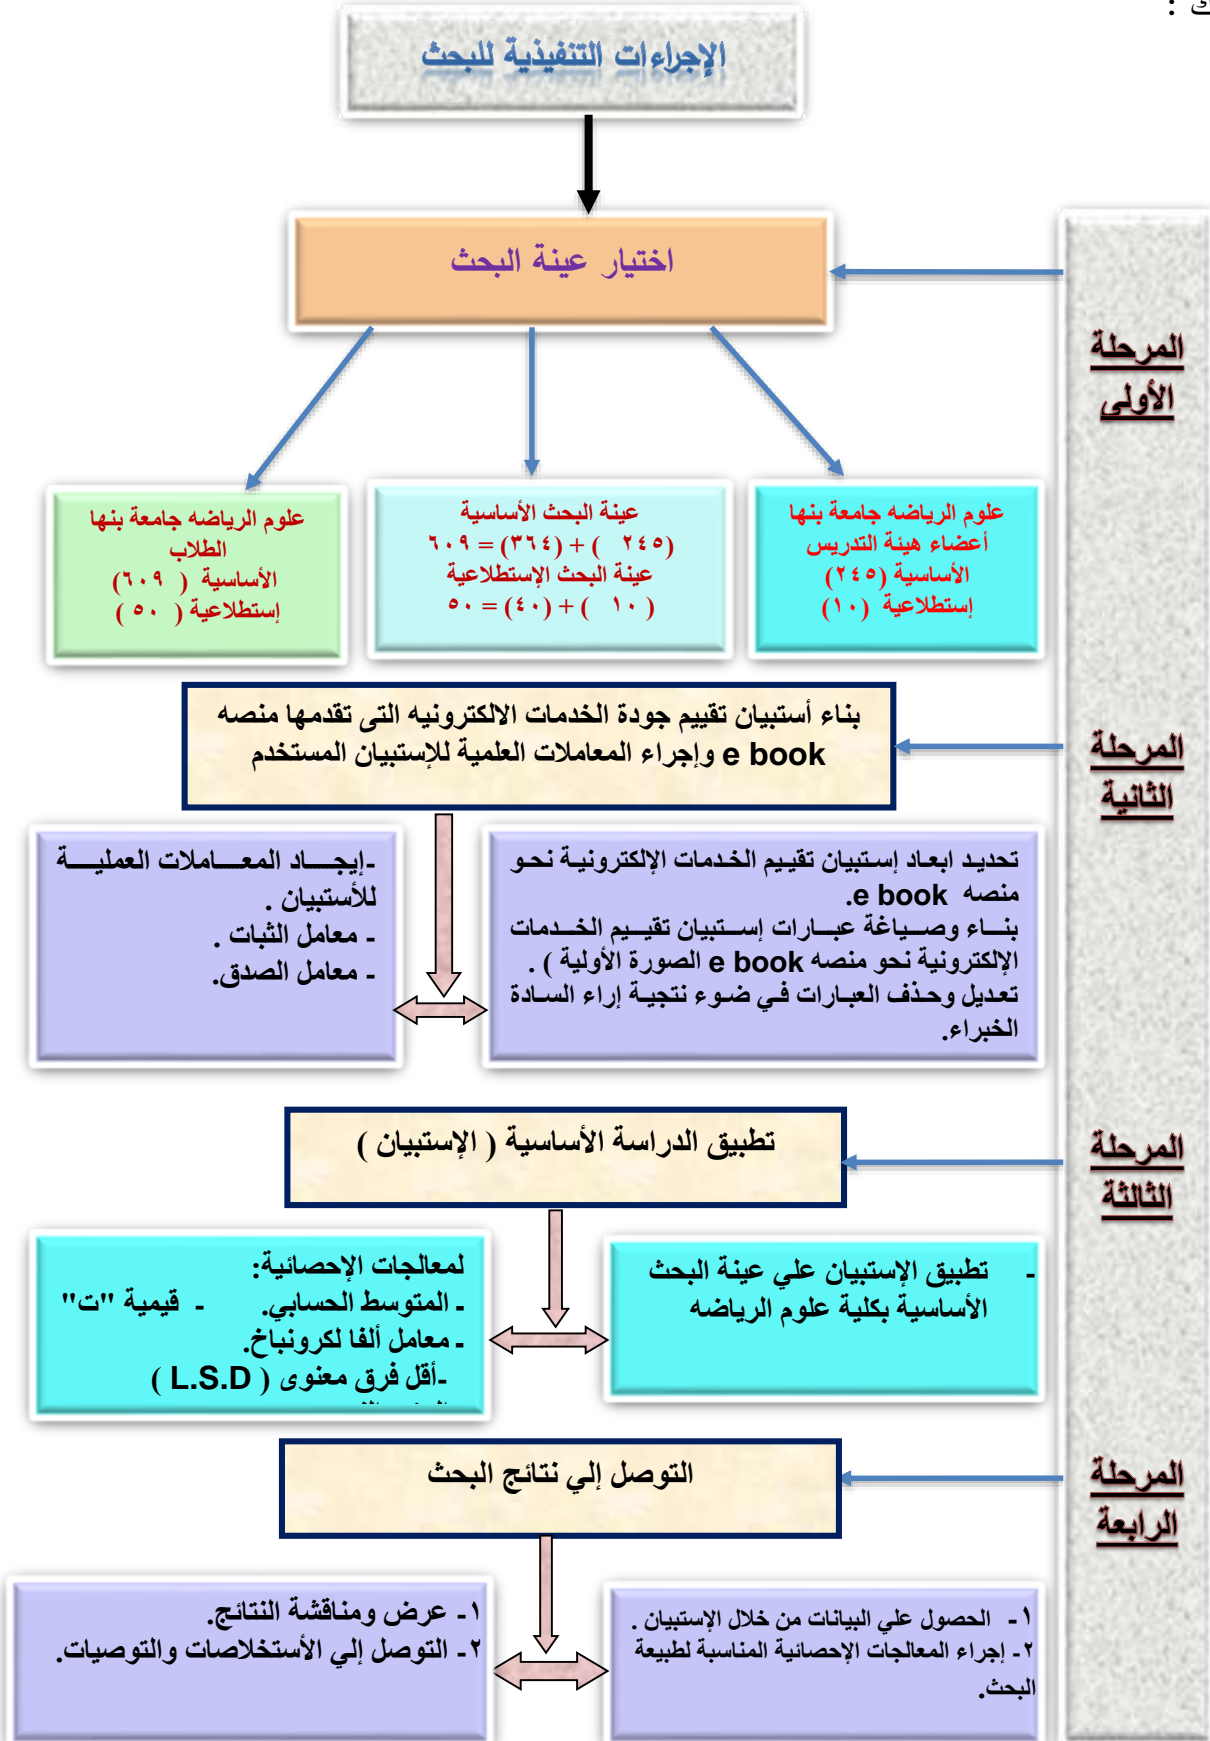 ك :
الإجراءات التنفيذية للبحث
اختيار عينة البحث
المرحلة
الأولى
علوم الرياضه جامعة بنها
أعضاء هيئة التدريس
الأساسية (٢٤٥)
إستطلاعية (١٠)
عينة البحث الأساسية
(٢٤٥ ) + (٣٦٤) = ٦٠٩
عينة البحث الإستطلاعية
( ١٠ ) + (٤٠) = ٥٠
علوم الرياضه جامعة بنها
الطلاب
الأساسية ( ٦٠٩)
إستطلاعية ( ٥٠ )
المرحلة
الثانية
بناء أستبيان تقييم جودة الخدمات الالكترونيه التى تقدمها منصه
e book وإجراء المعاملات العلمية للإستبيان المستخدم
تحديد ابعاد إستبيان تقييم الخدمات الإلكترونية نحو
منصه e book.
بناء وصياغة عبارات إستبيان تقييم الخدمات
الإلكترونية نحو منصه e book الصورة الأولية ) .
تعديل وحذف العبارات في ضوء نتجية إراء السادة
الخبراء.
-إيجاد المعاملات العملية
للأستبيان .
- معامل الثبات .
- معامل الصدق.
المرحلة
الثالثة
تطبيق الدراسة الأساسية ( الإستبيان )
- تطبيق الإستبيان علي عينة البحث
الأساسية بكلية علوم الرياضه
لمعالجات الإحصائية:
- المتوسط الحسابي. - قيمية "ت"
- معامل ألفا لكرونباخ.
-أقل فرق معنوى ( L.S.D )
المرحلة
الرابعة
التوصل إلي نتائج البحث
١- الحصول علي البيانات من خلال الإستبيان .
٢- إجراء المعالجات الإحصائية المناسبة لطبيعة
البحث.
١- عرض ومناقشة النتائج.
٢- التوصل إلي الأستخلاصات والتوصيات.